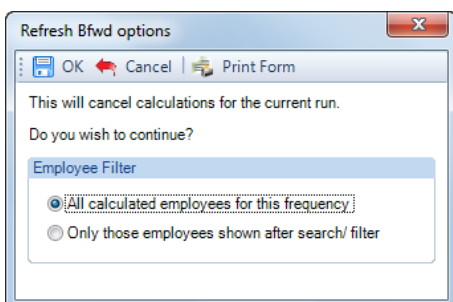 Refresh Bfwd options
OK Cancel Print Form
This will cancel calculations for the current run.
Do you wish to continue?
Employee Filter
All calculated employees for this frequency
Only those employees shown after search/ filter